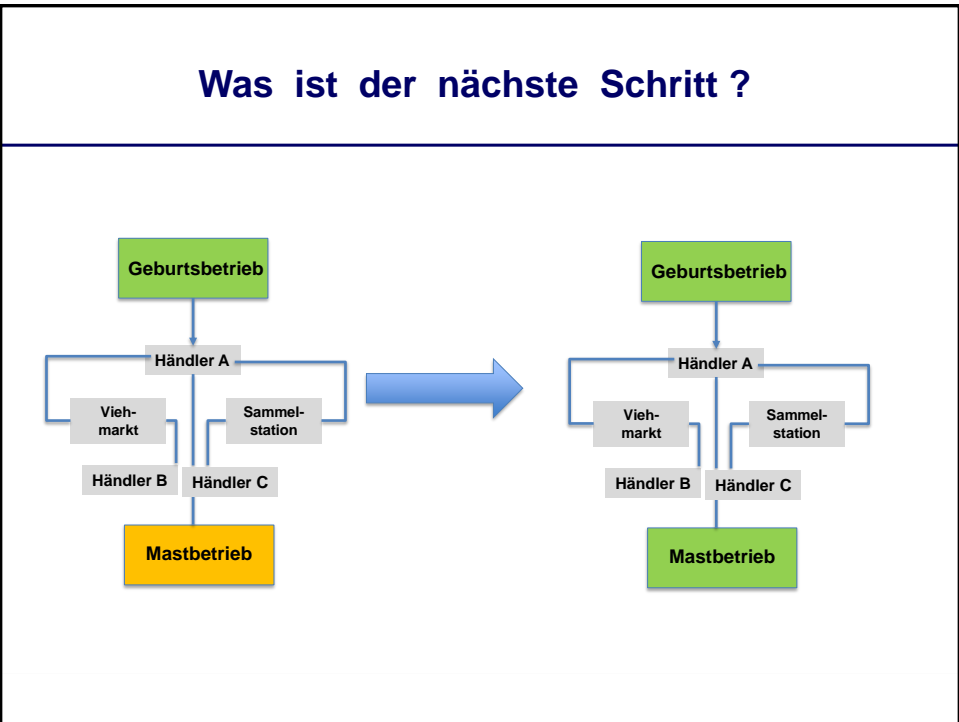 Was ist der nächste Schritt ?
Geburtsbetrieb
Händler A
Vieh-
markt
Sammel-
station
Händler B
Händler C
Mastbetrieb
Geburtsbetrieb
Händler A
Vieh-
markt
Sammel-
station
Händler B
Händler C
Mastbetrieb